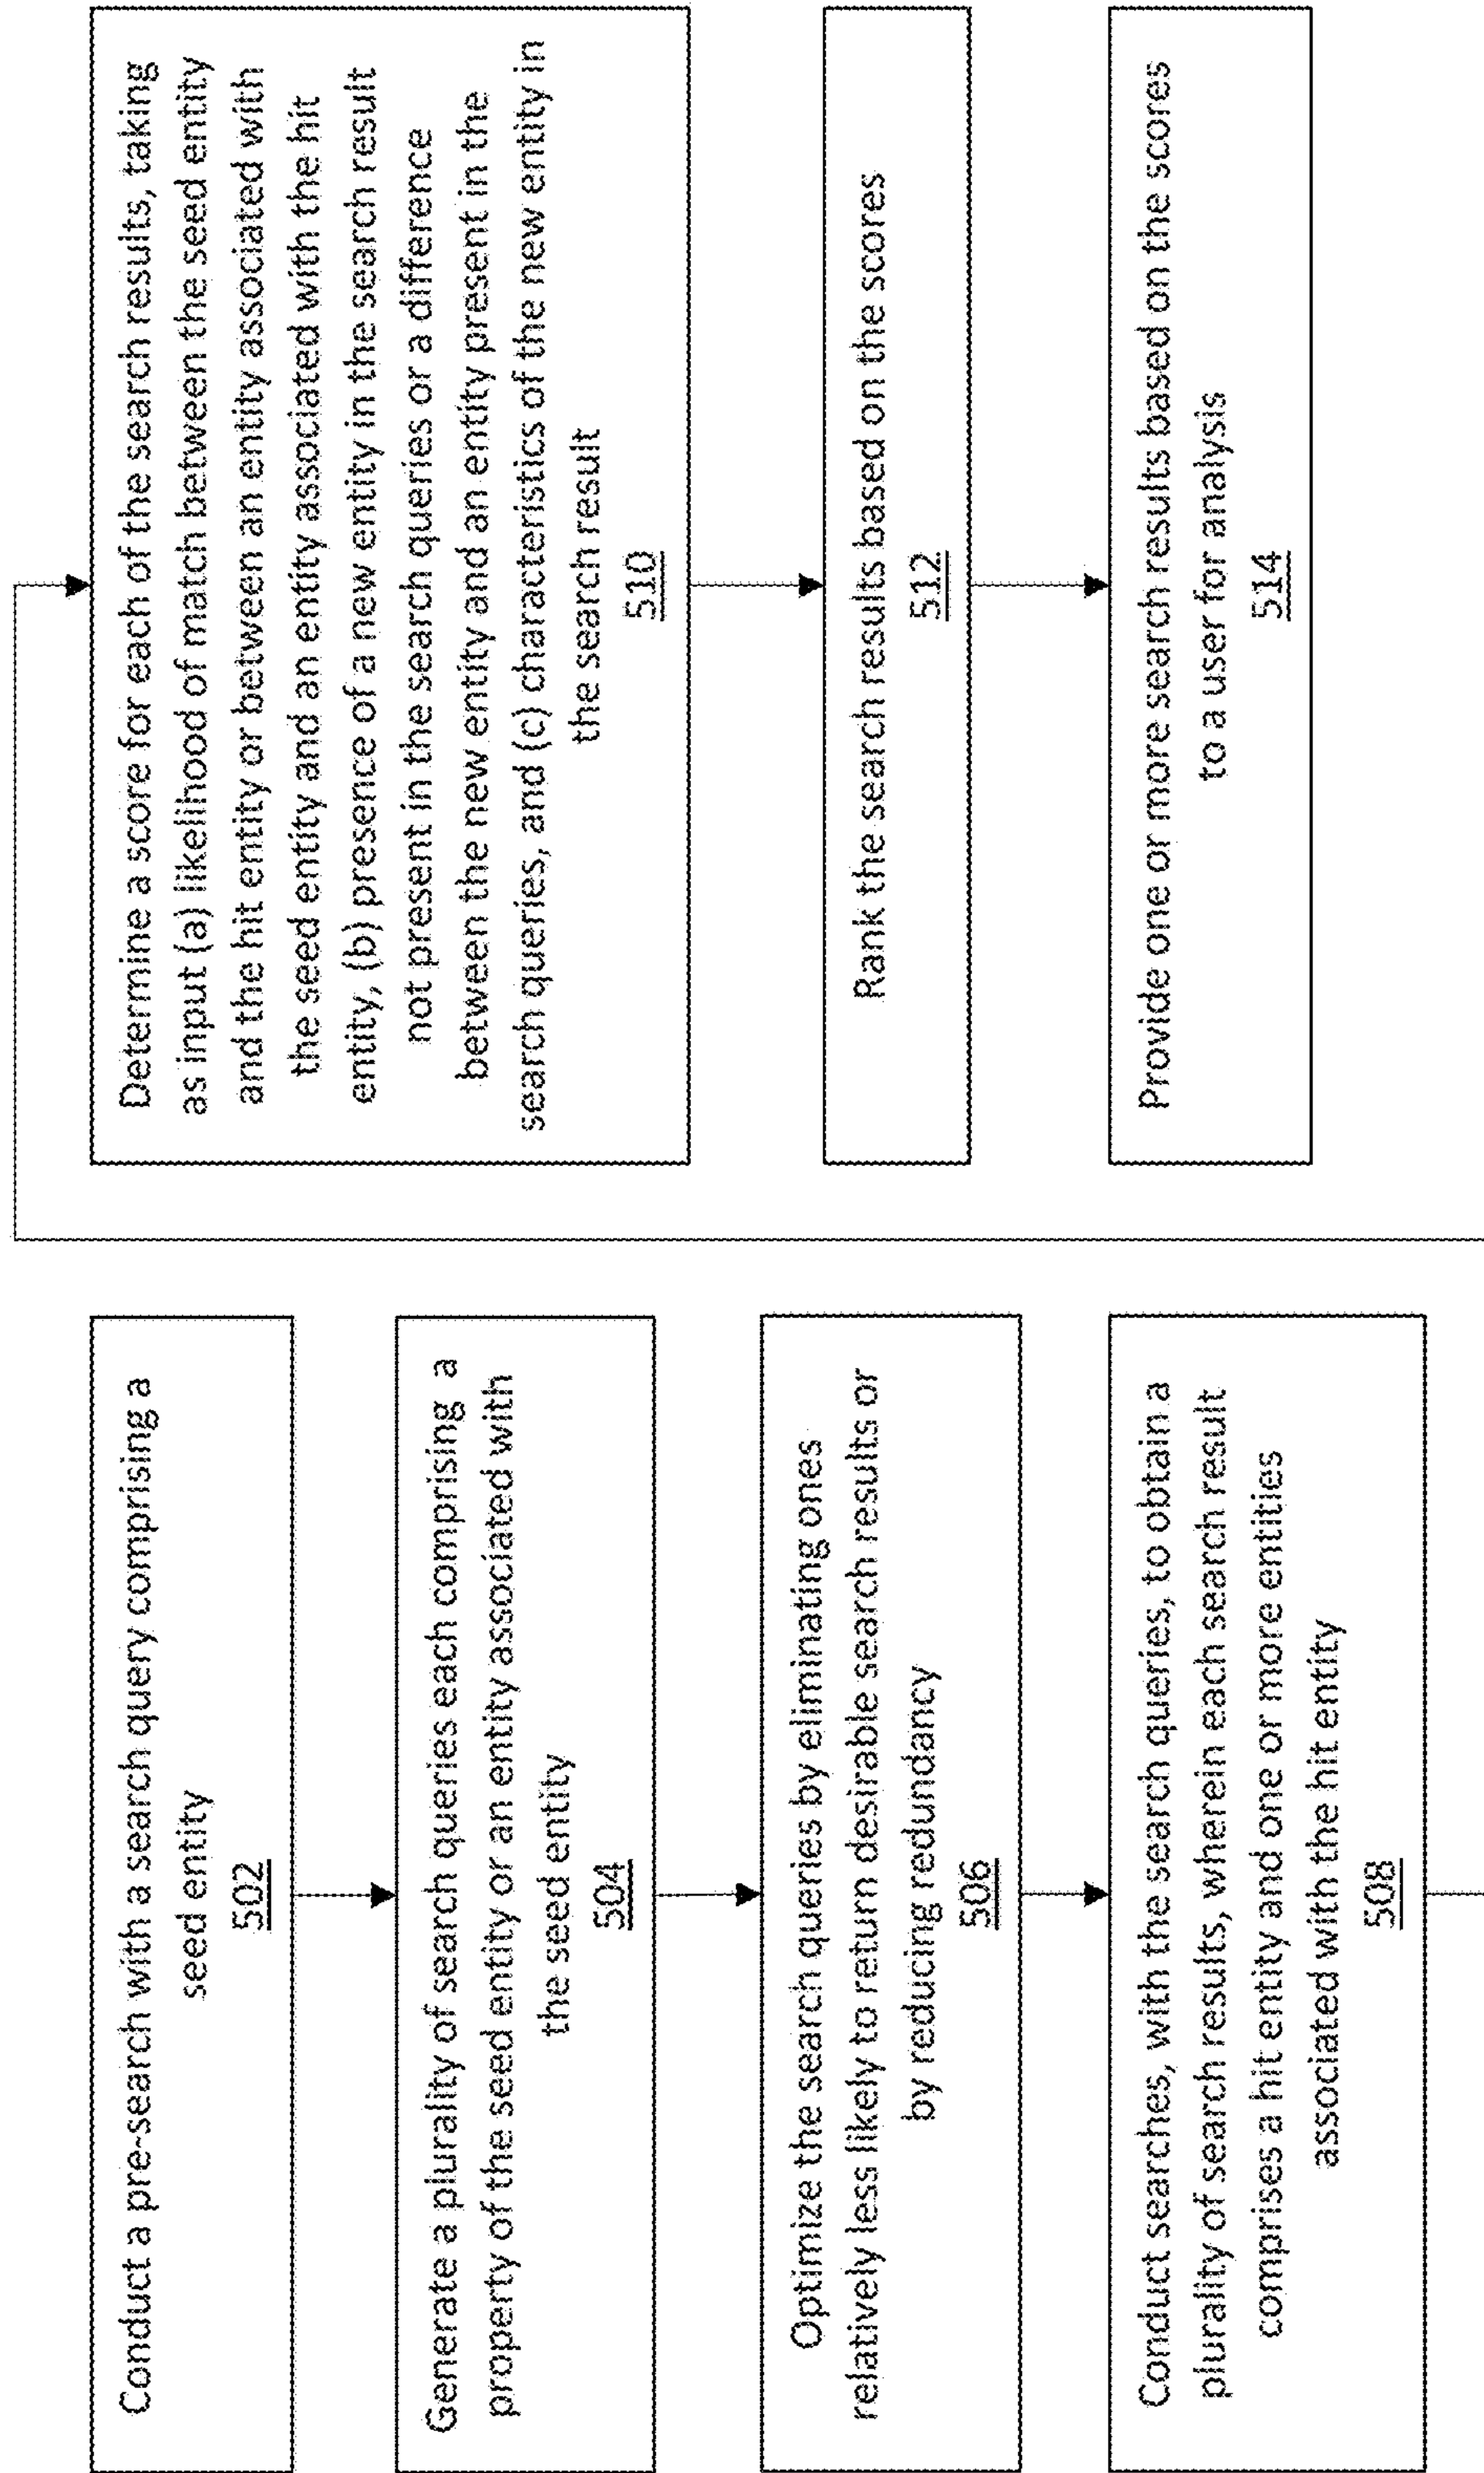 Conduct a pre-search with a search query comprising a
seed entity
502
Generate a plurality of search queries each comprising a
property of the seed entity or an entity associated with
the seed entity
504
Optimize the search queries by eliminating ones
relatively less likely to return desirable search results or
by reducing redundancy
506
Conduct searches, with the search queries, to obtain a
plurality of search results, wherein each search result
comprises a hit entity and one or more entities
associated with the hit entity
508
Determine a score for each of the search results, taking
as input (a) likelihood of match between the seed entity
and the hit entity or between an entity associated with
the seed entity and an entity associated with the hit
entity, (b) presence of a new entity in the search result
not present in the search queries or a difference
between the new entity and an entity present in the
search queries, and (c) characteristics of the new entity in
the search result
510
Rank the search results based on the scores
512
Provide one or more search results based on the scores
to a user for analysis
514